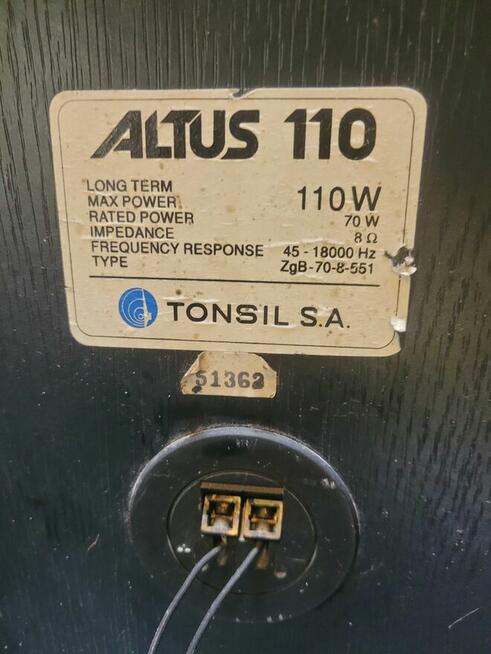 ALTUS 110
LONG TERM
MAX POWER 110 W
RATED POWER 70 W
IMPEDANCE 8 Ω
FREQUENCY RESPONSE 45 - 18000 Hz
TYPE ZgB-70-8-551
TONSIL S.A.
51362